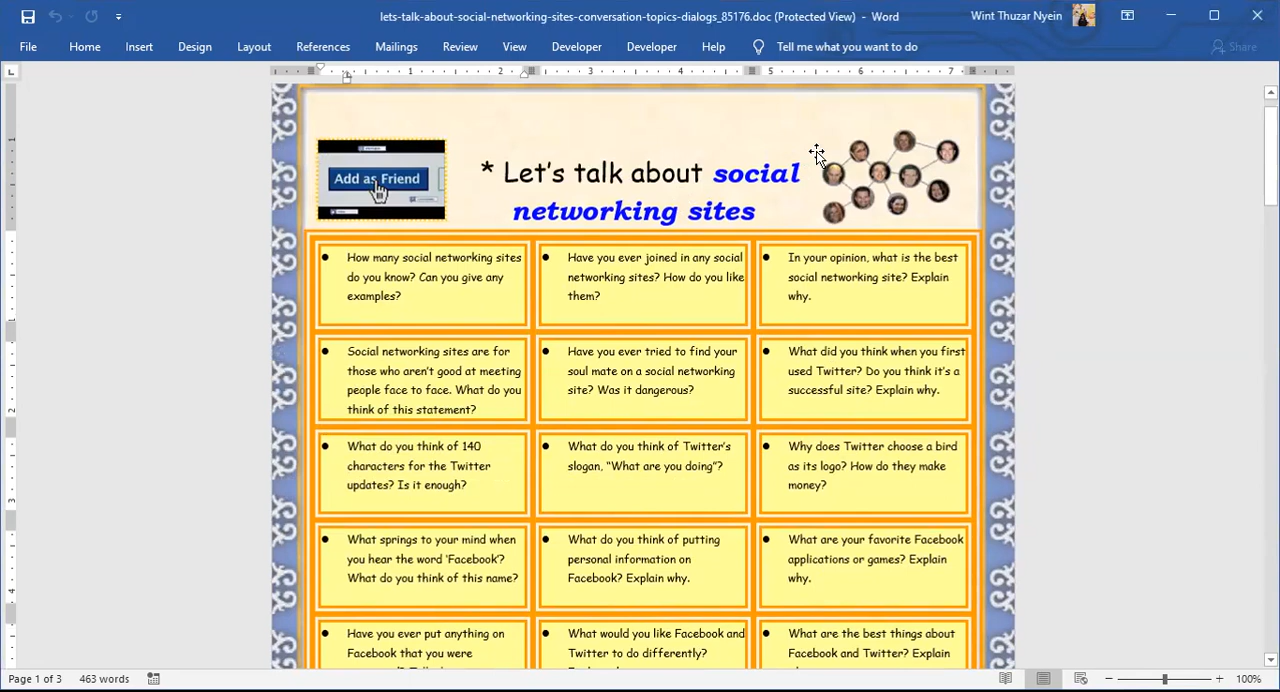 lets-talk-about-social-networking-sites-conversation-topics-dialogs_85176.doc (Protected View) - Word
Wint Thuzar Nyein
File Home Insert Design Layout References Mailings Review View Developer Developer Help Tell me what you want to do Share
1 2 3 4 5 6 7
Add as Friend
* Let's talk about social
networking sites
How many social networking sites
do you know? Can you give any
examples?
Have you ever joined in any social
networking sites? How do you like
them?
In your opinion, what is the best
social networking site? Explain
why.
Social networking sites are for
those who aren't good at meeting
people face to face. What do you
think of this statement?
Have you ever tried to find your
soul mate on a social networking
site? Was it dangerous?
What did you think when you first
used Twitter? Do you think it's a
successful site? Explain why.
What do you think of 140
characters for the Twitter
updates? Is it enough?
What do you think of Twitter's
slogan, "What are you doing"?
Why does Twitter choose a bird
as its logo? How do they make
money?
What springs to your mind when
you hear the word 'Facebook'?
What do you think of this name?
What do you think of putting
personal information on
Facebook? Explain why.
What are your favorite Facebook
applications or games? Explain
why.
Have you ever put anything on
Facebook that you were
What would you like Facebook and
Twitter to do differently?
What are the best things about
Facebook and Twitter? Explain
Page 1 of 3 463 words 100%